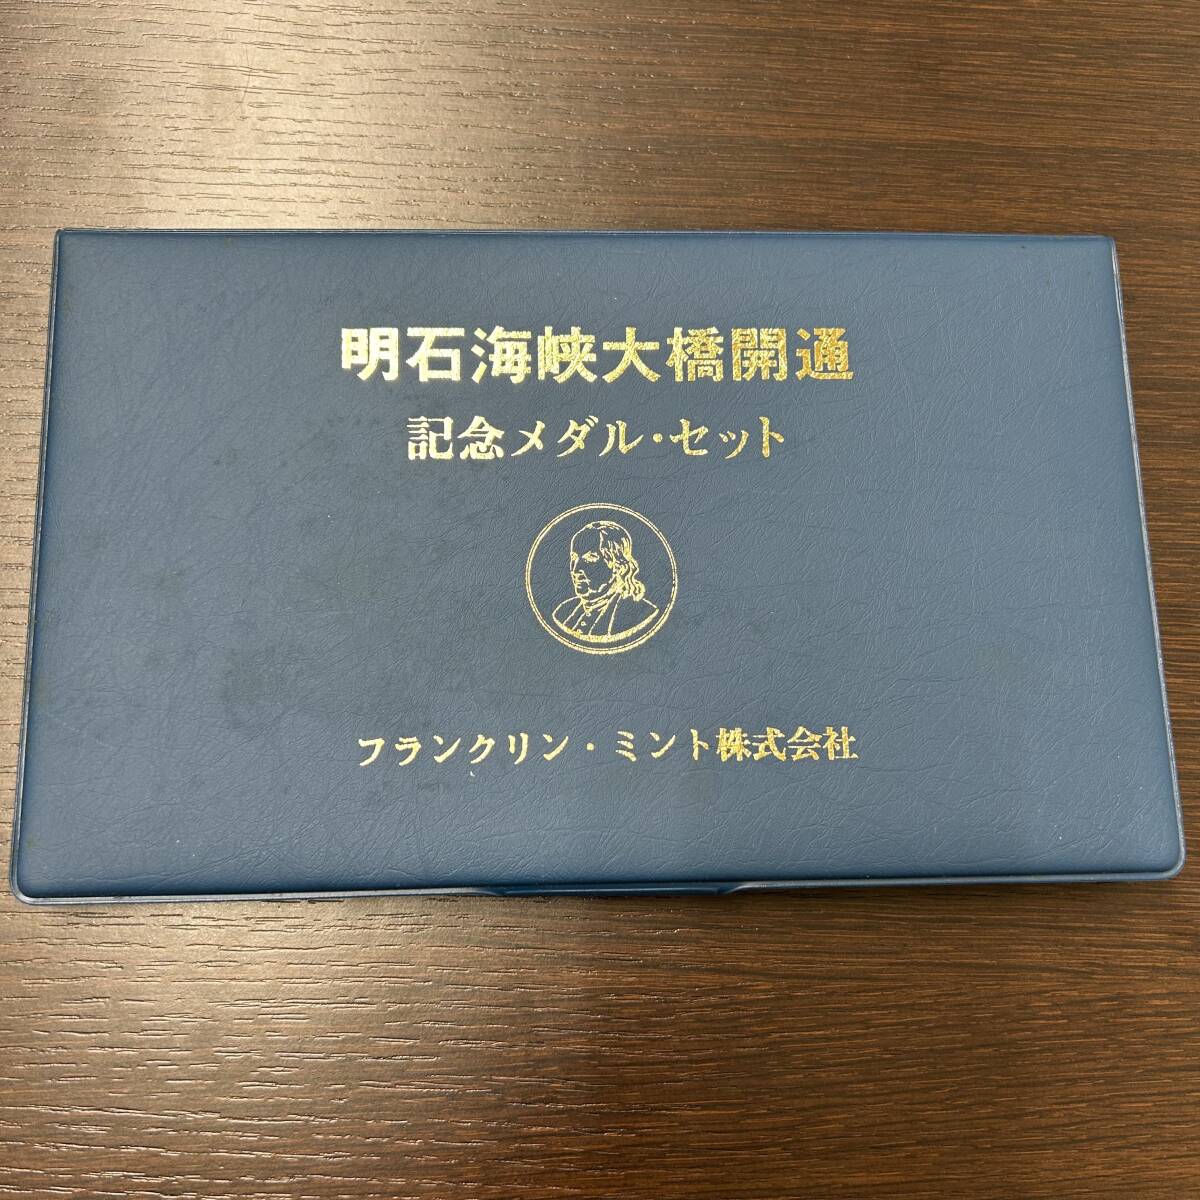 明石海峡大橋開通
記念メダル・セット
フランクリン・ミント株式会社